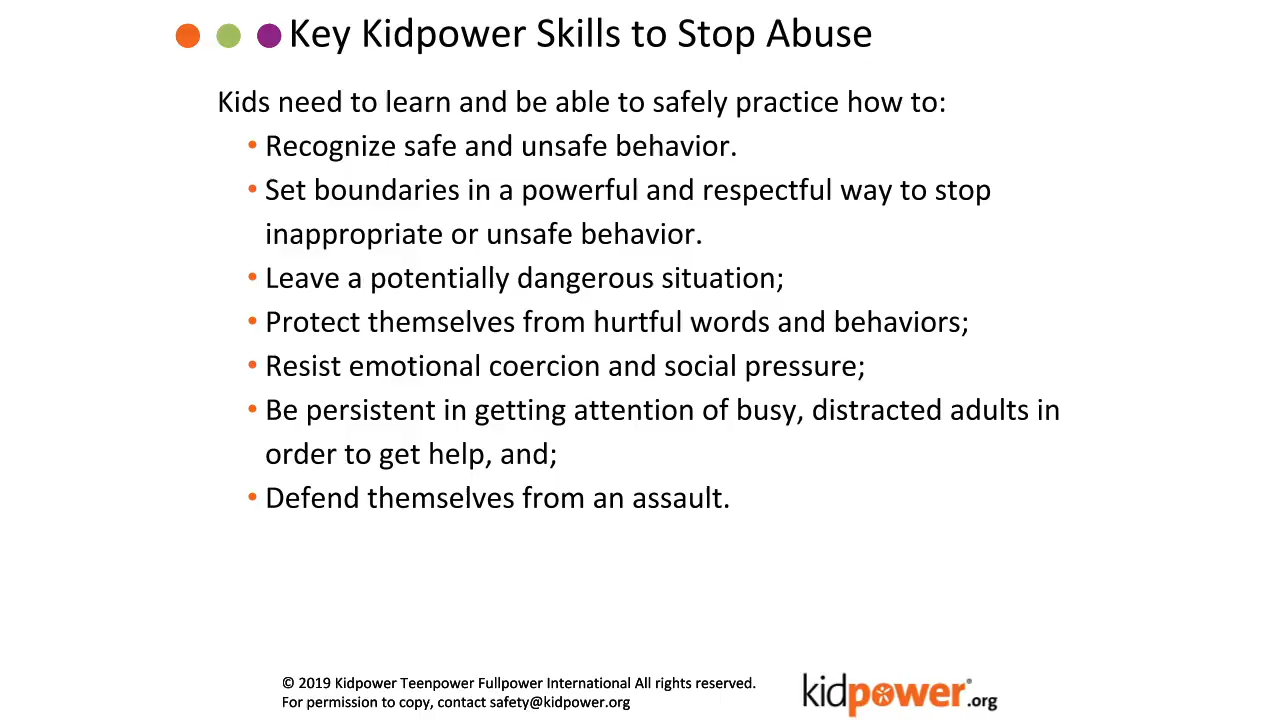 Key Kidpower Skills to Stop Abuse
Kids need to learn and be able to safely practice how to:
• Recognize safe and unsafe behavior.
• Set boundaries in a powerful and respectful way to stop
inappropriate or unsafe behavior.
• Leave a potentially dangerous situation;
• Protect themselves from hurtful words and behaviors;
• Resist emotional coercion and social pressure;
• Be persistent in getting attention of busy, distracted adults in
order to get help, and;
• Defend themselves from an assault.
© 2019 Kidpower Teenpower Fullpower International All rights reserved.
For permission to copy, contact safety@kidpower.org
kidpower®.org